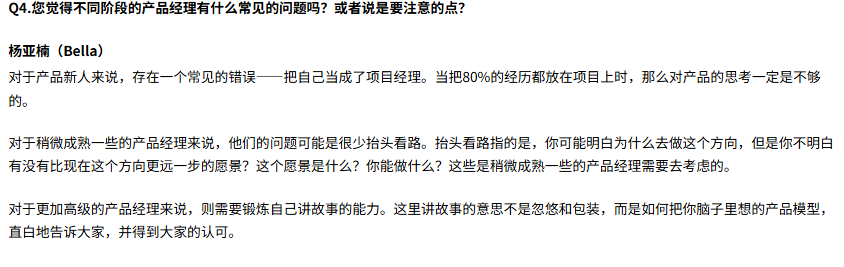 Q4.您觉得不同阶段的产品经理有什么常见的问题吗？或者说是要注意的点？
杨亚楠（Bella）
对于产品新人来说，存在一个常见的错误——把自己当成了项目经理。当把80%的经历都放在项目上时，那么对产品的思考一定是不够
的。
对于稍微成熟一些的产品经理来说，他们的问题可能是很少抬头看路。抬头看路指的是，你可能明白为什么去做这个方向，但是你不明白
有没有比现在这个方向更远一步的愿景？这个愿景是什么？你能做什么？这些是稍微成熟一些的产品经理需要去考虑的。
对于更加高级的产品经理来说，则需要锻炼自己讲故事的能力。这里讲故事的意思不是忽悠和包装，而是如何把你脑子里想的产品模型，
直白地告诉大家，并得到大家的认可。